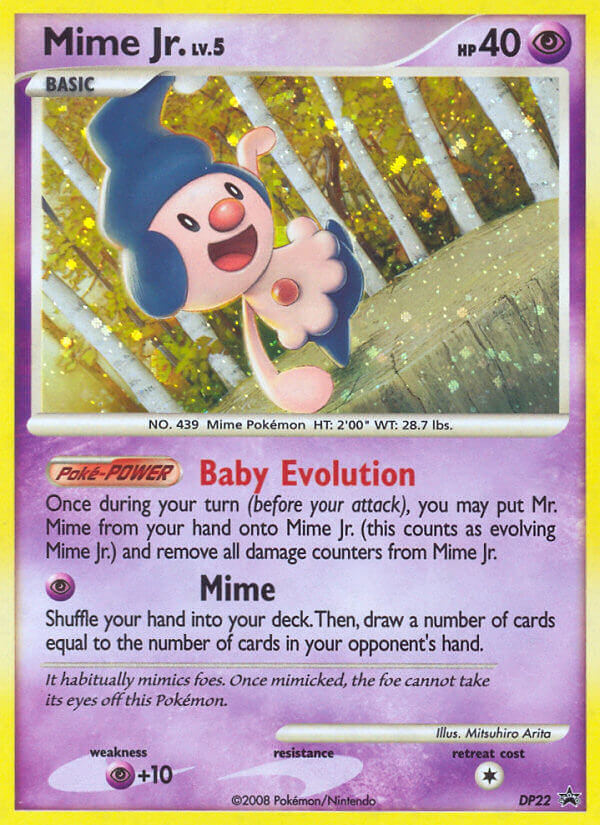 Mime Jr. LV.5
HP 40
BASIC
NO. 439 Mime Pokémon HT: 2'00" WT: 28.7 lbs.
Poké-POWER Baby Evolution
Once during your turn (before your attack), you may put Mr.
Mime from your hand onto Mime Jr. (this counts as evolving
Mime Jr.) and remove all damage counters from Mime Jr.
Mime
Shuffle your hand into your deck. Then, draw a number of cards
equal to the number of cards in your opponent's hand.
It habitually mimics foes. Once mimicked, the foe cannot take
its eyes off this Pokémon.
Illus. Mitsuhiro Arita
weakness resistance retreat cost
+10
©2008 Pokémon/Nintendo
DP22